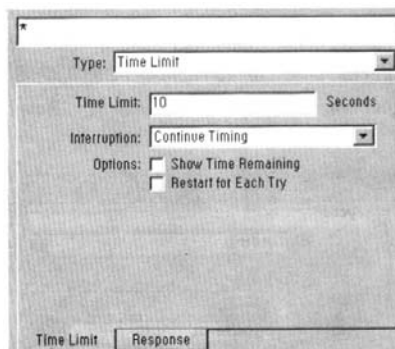 *
Type: Time Limit
Time Limit: 10 Seconds
Interruption: Continue Timing
Options: Show Time Remaining
Restart for Each Try
Time Limit Response